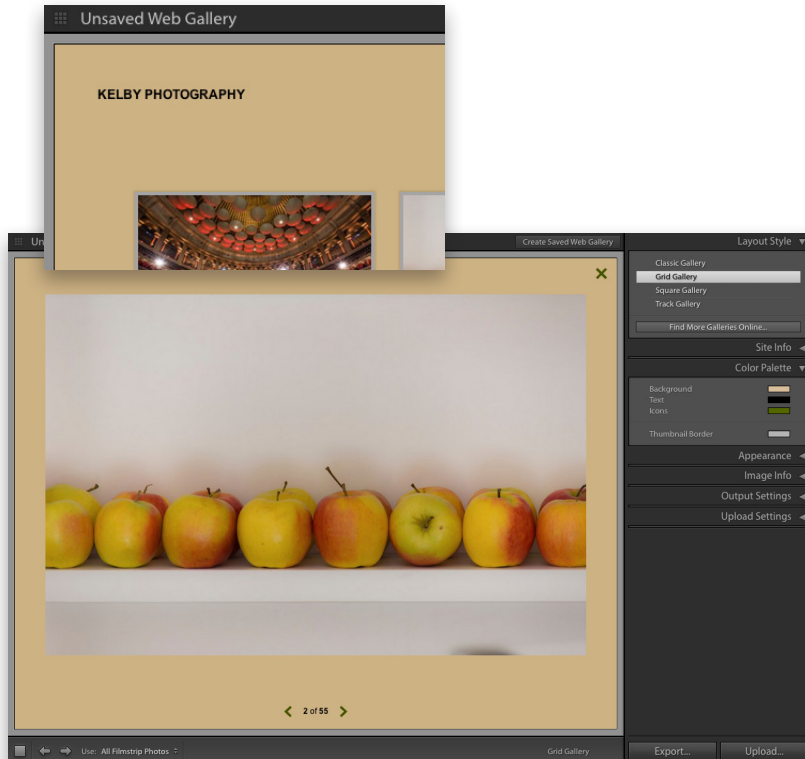 Unsaved Web Gallery
KELBY PHOTOGRAPHY
Un
Create Saved Web Gallery
2 of 55
Use: All Filmstrip Photos
Grid Gallery
Layout Style
Classic Gallery
Grid Gallery
Square Gallery
Track Gallery
Find More Galleries Online...
Site Info
Color Palette
Background
Text
Icons
Thumbnail Border
Appearance
Image Info
Output Settings
Upload Settings
Export...
Upload...